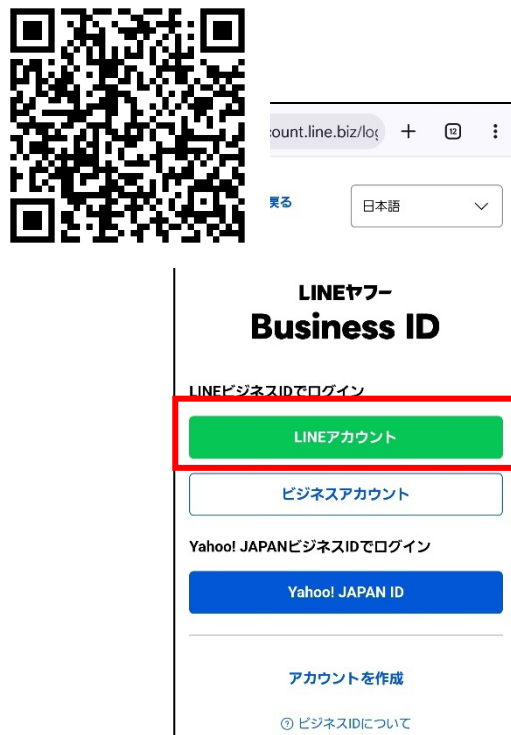 count.line.biz/log
12
戻る
日本語
LINEヤフー
Business ID
LINEビジネスIDでログイン
LINEアカウント
ビジネスアカウント
Yahoo! JAPANビジネスIDでログイン
Yahoo! JAPAN ID
アカウントを作成
ビジネスIDについて